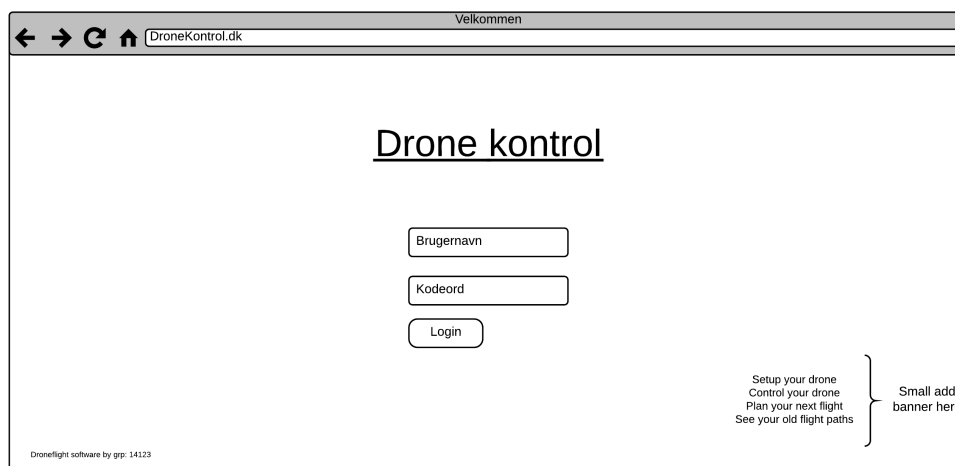 Velkommen
DroneKontrol.dk
Drone kontrol
Brugernavn
Kodeord
Login
Setup your drone
Control your drone
Plan your next flight
See your old flight paths
Small add
banner her
Droneflight software by grp: 14123